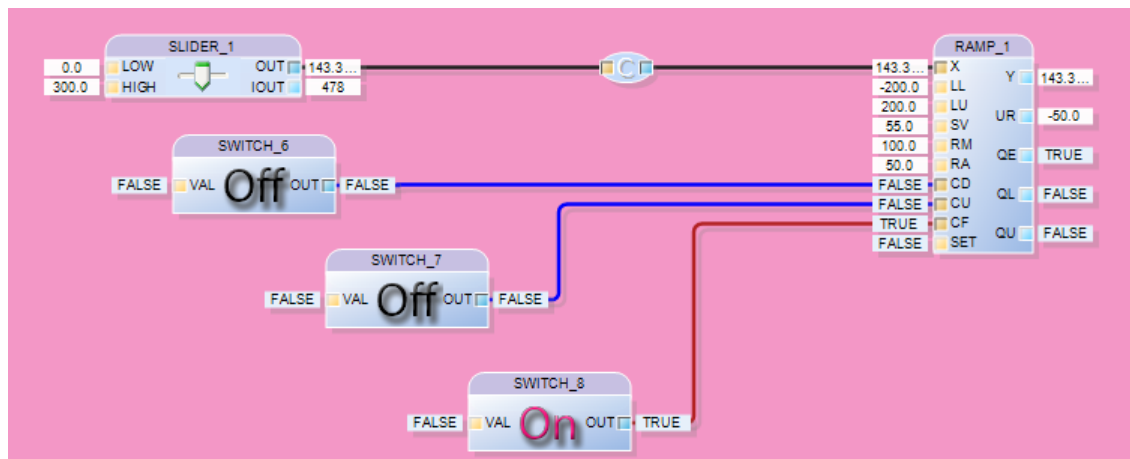 SLIDER_1
0.0 LOW OUT 143.3...
300.0 HIGH IOUT 478
C
RAMP_1
143.3... X Y 143.3...
-200.0 LL
200.0 LU UR -50.0
55.0 SV
100.0 RM QE TRUE
50.0 RA
FALSE CD QL FALSE
FALSE CU
TRUE CF QU FALSE
FALSE SET
SWITCH_6
FALSE VAL Off OUT FALSE
SWITCH_7
FALSE VAL Off OUT FALSE
SWITCH_8
FALSE VAL On OUT TRUE